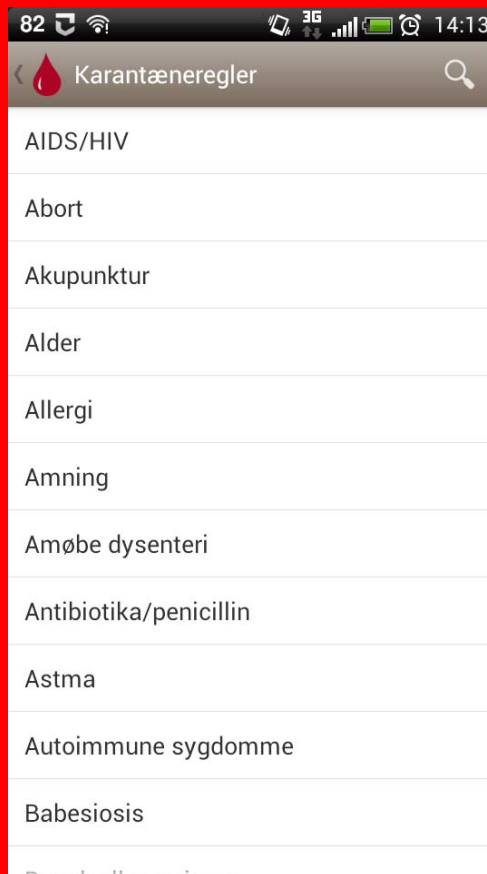 82 3G 14:13
Karantæneregler
AIDS/HIV
Abort
Akupunktur
Alder
Allergi
Amning
Amøbe dysenteri
Antibiotika/penicillin
Astma
Autoimmune sygdomme
Babesiosis